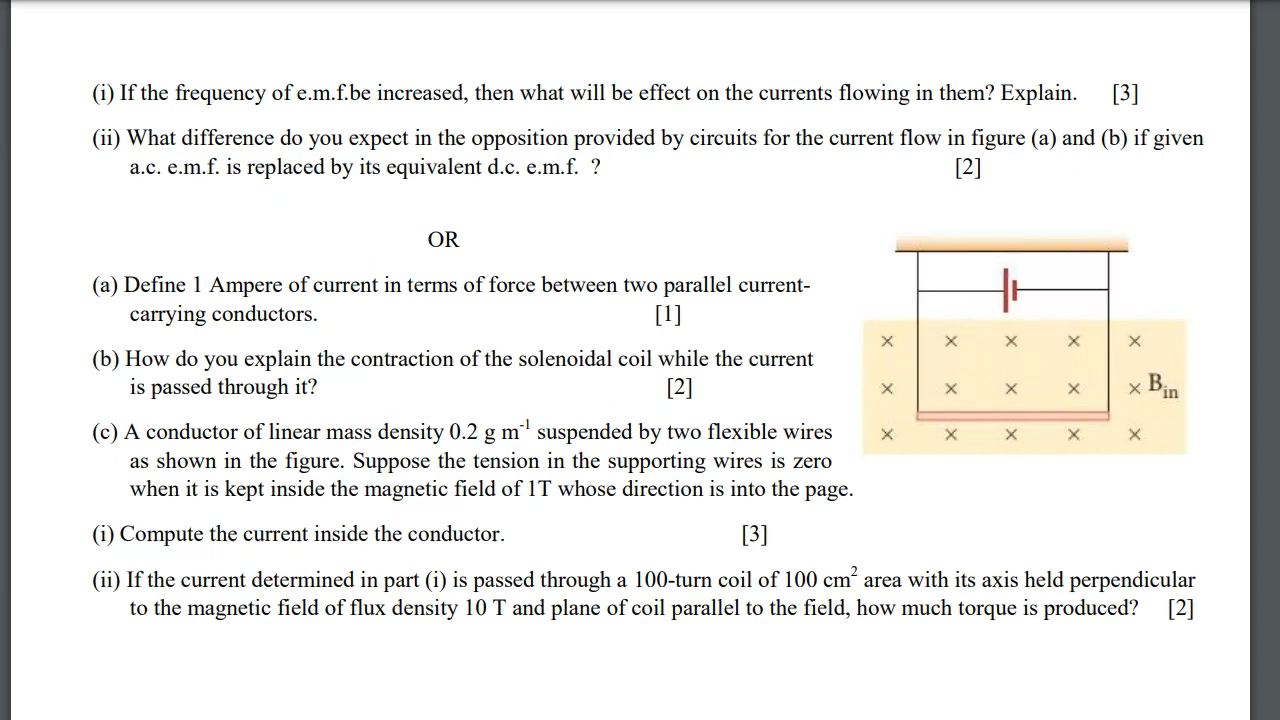 (i) If the frequency of e.m.f.be increased, then what will be effect on the currents flowing in them? Explain. [3]
(ii) What difference do you expect in the opposition provided by circuits for the current flow in figure (a) and (b) if given
a.c. e.m.f. is replaced by its equivalent d.c. e.m.f. ? [2]
OR
(a) Define 1 Ampere of current in terms of force between two parallel current-
carrying conductors. [1]
(b) How do you explain the contraction of the solenoidal coil while the current
is passed through it? [2]
(c) A conductor of linear mass density 0.2 g m⁻¹ suspended by two flexible wires
as shown in the figure. Suppose the tension in the supporting wires is zero
when it is kept inside the magnetic field of 1T whose direction is into the page.
B_in
(i) Compute the current inside the conductor. [3]
(ii) If the current determined in part (i) is passed through a 100-turn coil of 100 cm² area with its axis held perpendicular
to the magnetic field of flux density 10 T and plane of coil parallel to the field, how much torque is produced? [2]